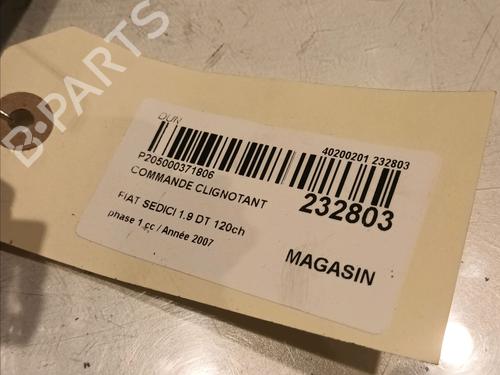 B-PARTS
DUN
40200201 232803
P205000371806
COMMANDE CLIGNOTANT
232803
FIAT SEDICI 1.9 DT 120ch
phase 1 cc / Année 2007
MAGASIN